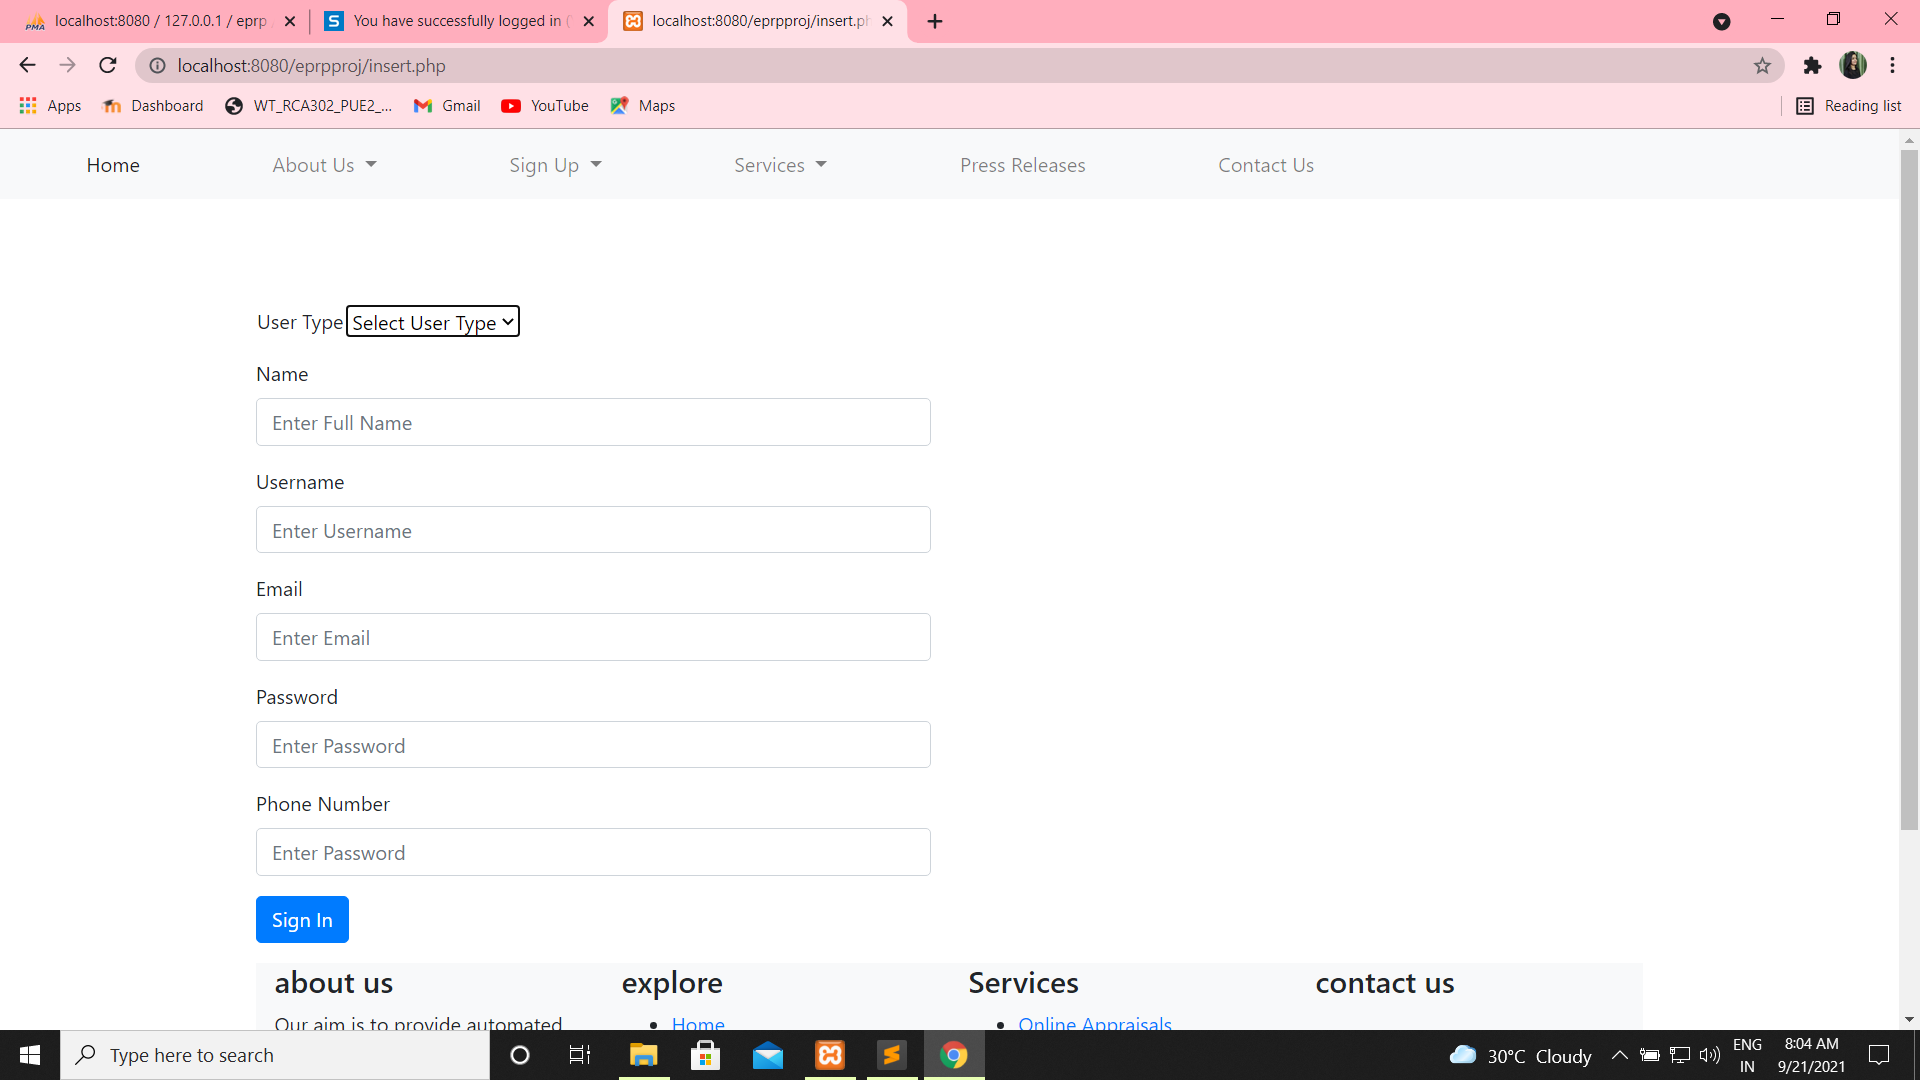 localhost:8080 / 127.0.0.1 / eprp
You have successfully logged in
localhost:8080/eprpproj/insert.ph
localhost:8080/eprpproj/insert.php
Apps
Dashboard
WT_RCA302_PUE2_...
Gmail
YouTube
Maps
Reading list
Home
About Us
Sign Up
Services
Press Releases
Contact Us
User Type Select User Type
Name
Enter Full Name
Username
Enter Username
Email
Enter Email
Password
Enter Password
Phone Number
Enter Password
Sign In
about us
explore
Services
contact us
Our aim is to provide automated
Home
Online Appraisals
Type here to search
30°C Cloudy
ENG
IN
8:04 AM
9/21/2021